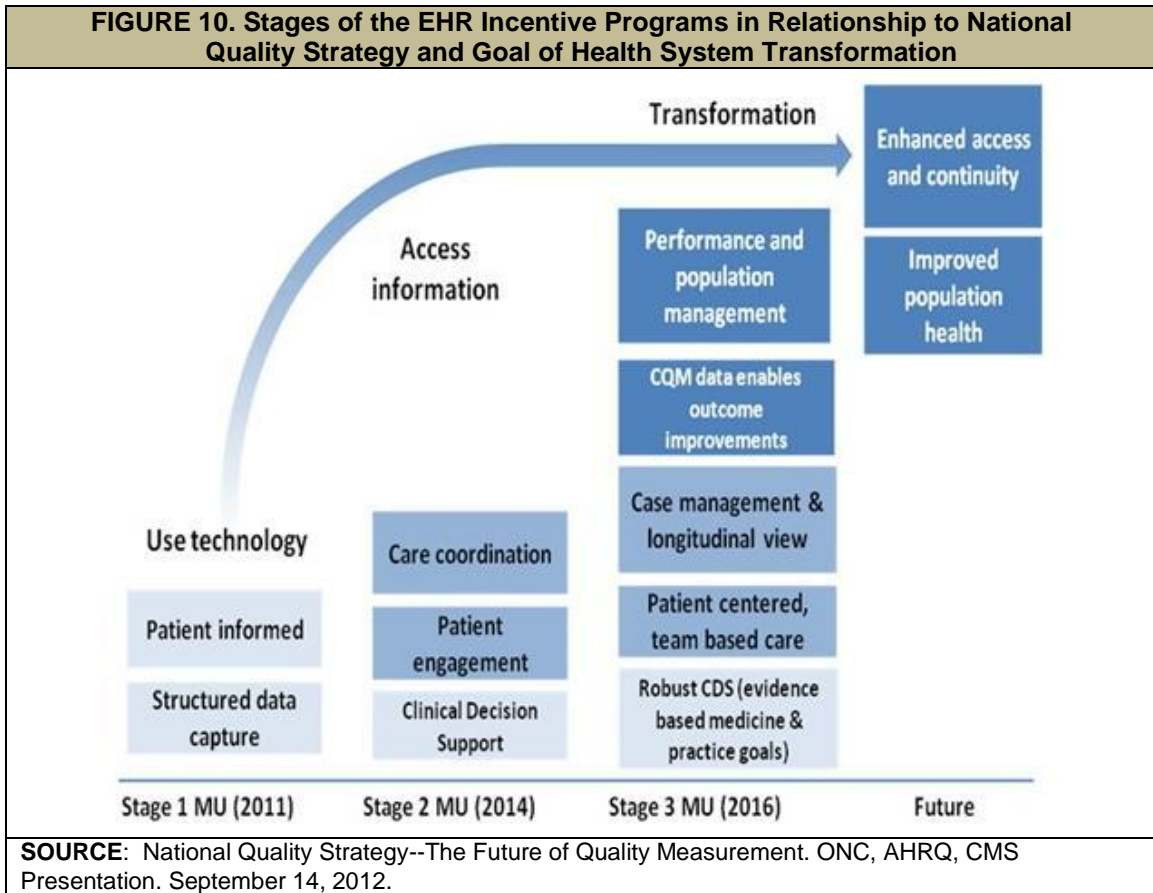 FIGURE 10. Stages of the EHR Incentive Programs in Relationship to National
Quality Strategy and Goal of Health System Transformation
Transformation
Enhanced access
and continuity
Access
information
Performance and
population
management
Improved
population
health
CQM data enables
outcome
improvements
Use technology
Care coordination
Case management &
longitudinal view
Patient informed
Patient
engagement
Patient centered,
team based care
Structured data
capture
Clinical Decision
Support
Robust CDS (evidence
based medicine &
practice goals)
Stage 1 MU (2011)
Stage 2 MU (2014)
Stage 3 MU (2016)
Future
SOURCE: National Quality Strategy--The Future of Quality Measurement. ONC, AHRQ, CMS
Presentation. September 14, 2012.